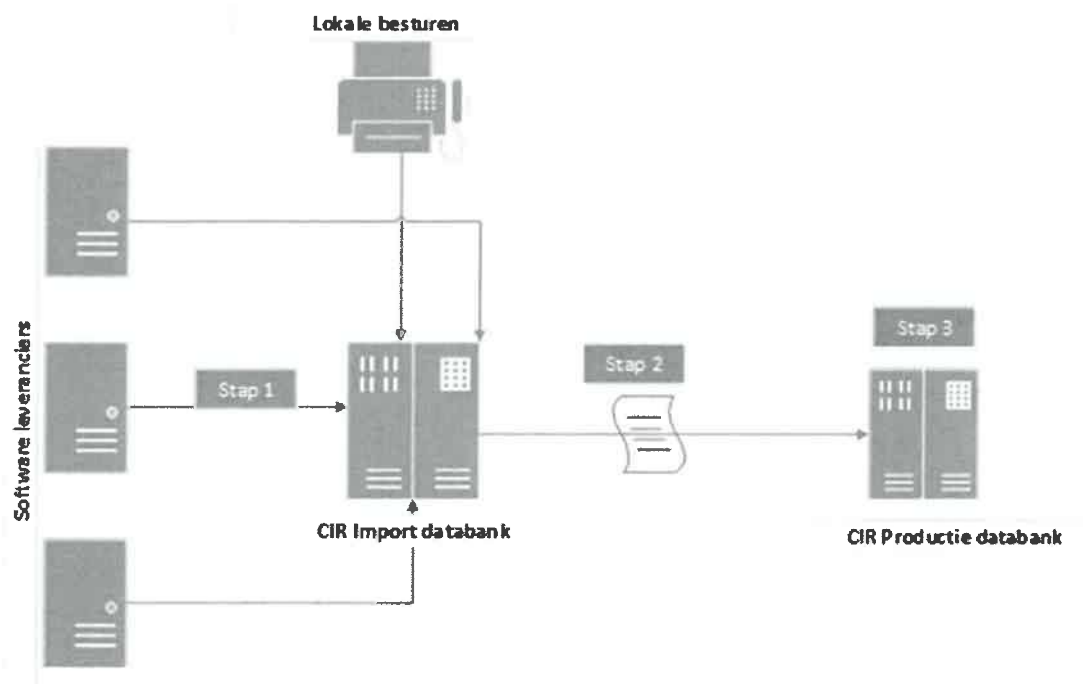 Lokale besturen
Software leveranciers
Stap 1
Stap 2
Stap 3
CIR Import databank
CIR Productie databank